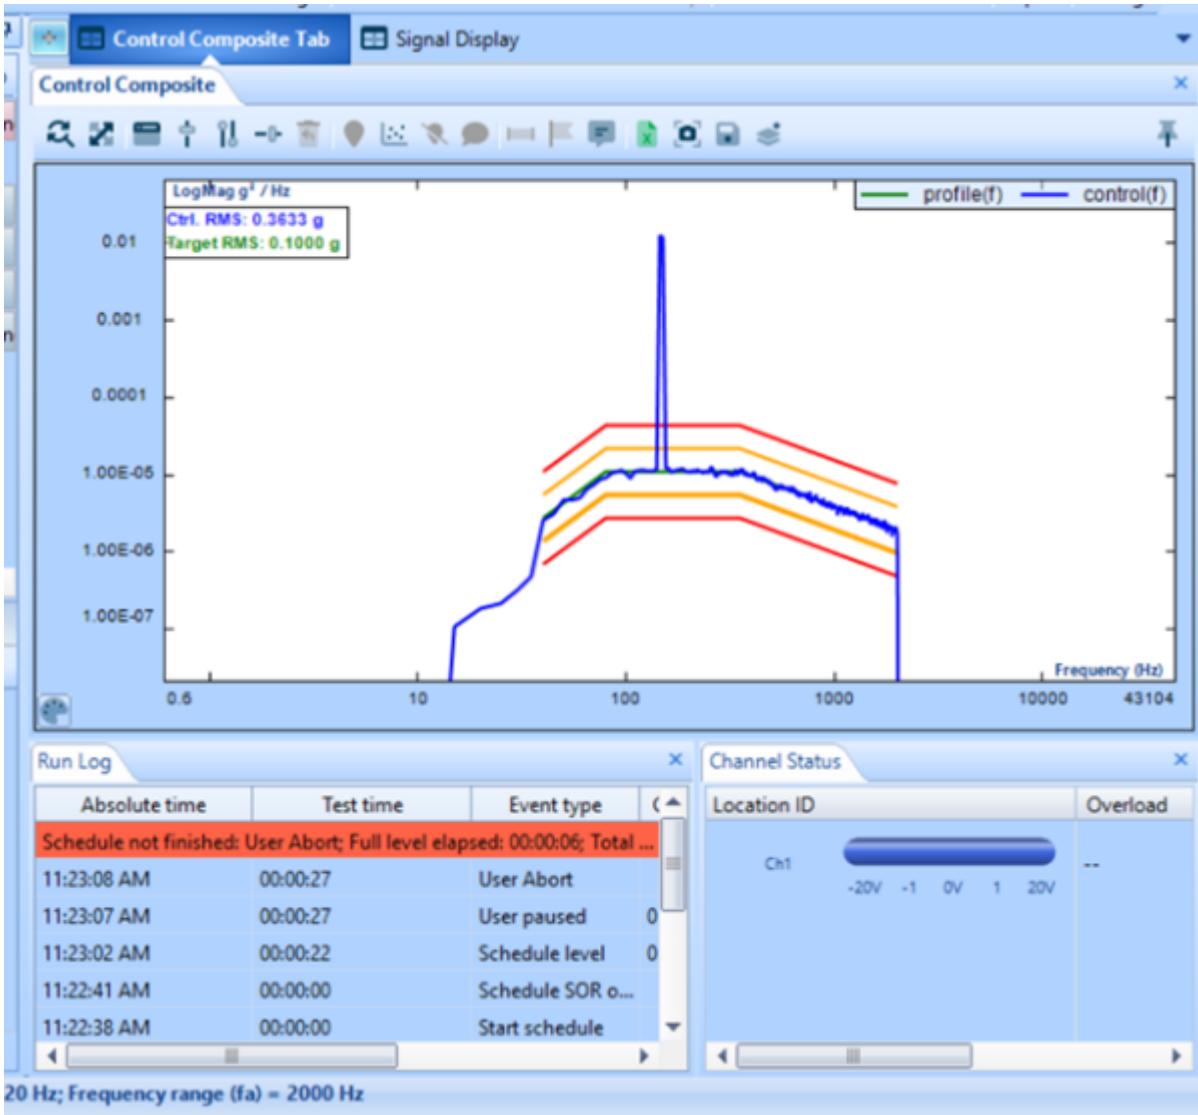 Control Composite Tab
Signal Display
Control Composite
LogMag g² / Hz
Ctrl. RMS: 0.3633 g
Target RMS: 0.1000 g
profile(f)
control(f)
0.01
0.001
0.0001
1.00E-05
1.00E-06
1.00E-07
Frequency (Hz)
0.6 10 100 1000 10000 43104
Run Log
Absolute time Test time Event type
Schedule not finished: User Abort; Full level elapsed: 00:00:06; Total ...
11:23:08 AM 00:00:27 User Abort
11:23:07 AM 00:00:27 User paused 0
11:23:02 AM 00:00:22 Schedule level 0
11:22:41 AM 00:00:00 Schedule SOR o...
11:22:38 AM 00:00:00 Start schedule
Channel Status
Location ID Overload
Ch1 --
-20V -1 0V 1 20V
20 Hz; Frequency range (fa) = 2000 Hz